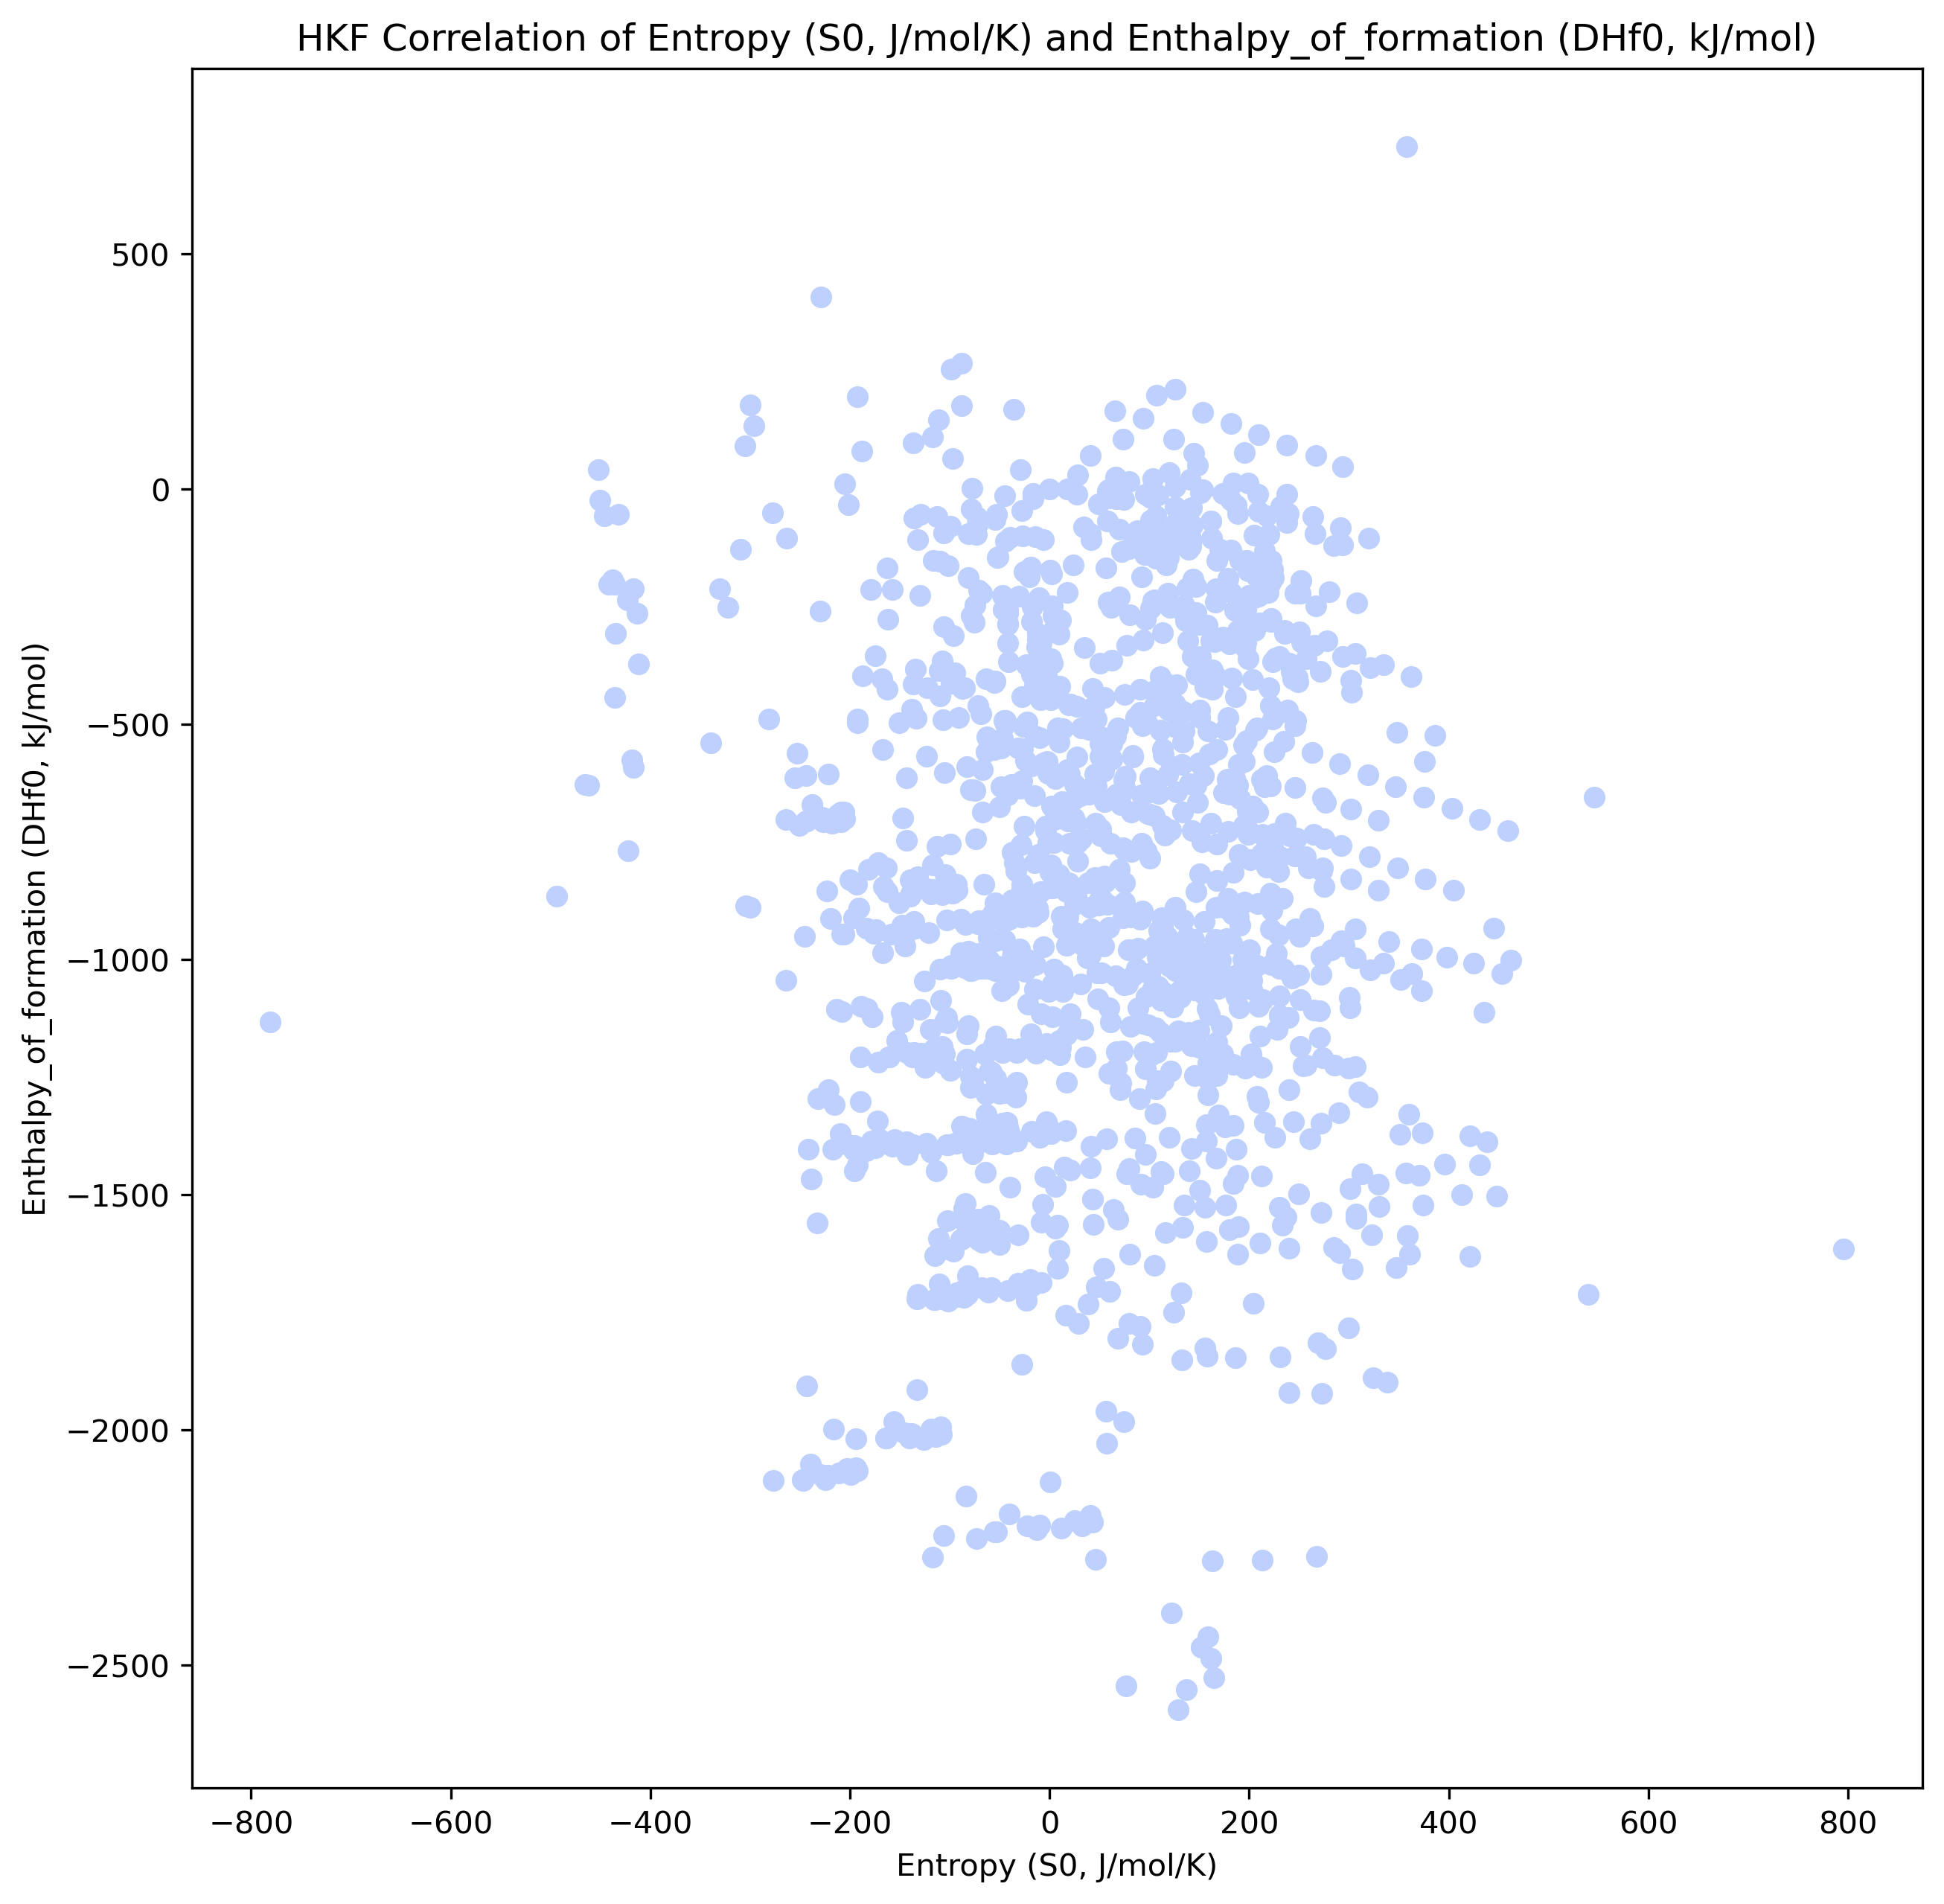 HKF Correlation of Entropy (S0, J/mol/K) and Enthalpy_of_formation (DHf0, kJ/mol)
Enthalpy_of_formation (DHf0, kJ/mol)
500
0
−500
−1000
−1500
−2000
−2500
−800 −600 −400 −200 0 200 400 600 800
Entropy (S0, J/mol/K)